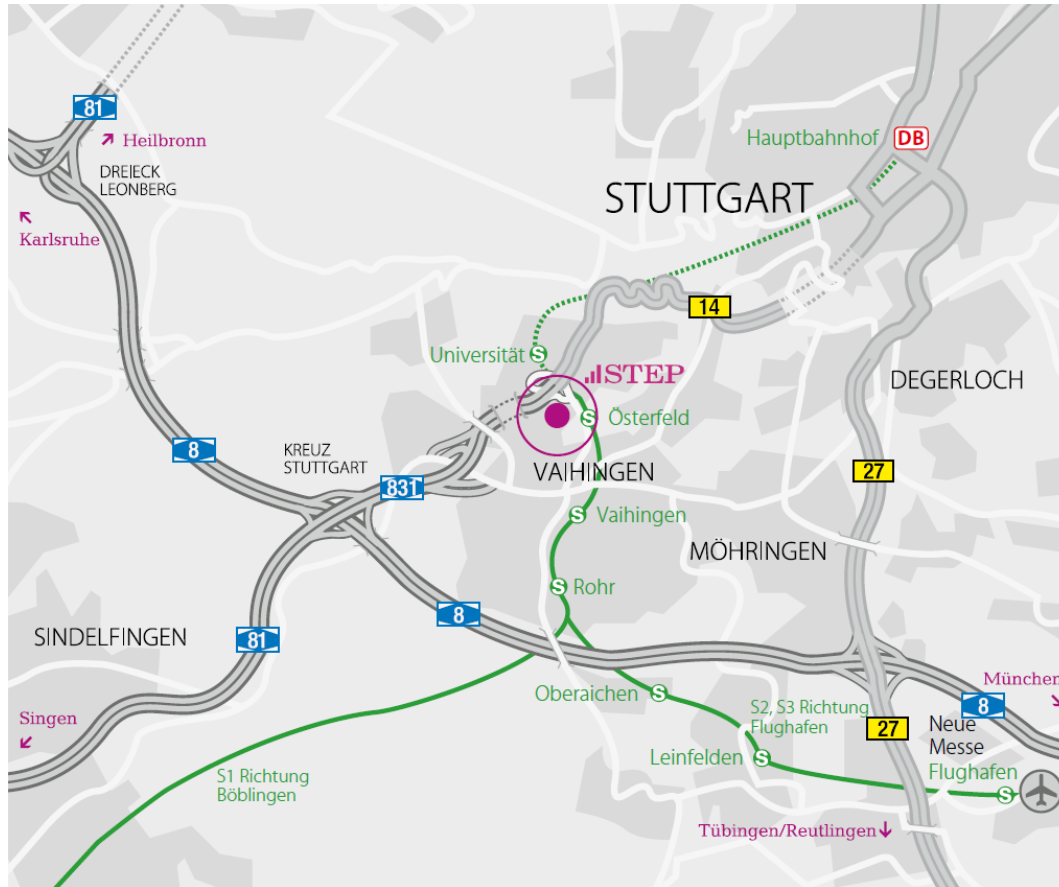 81
Heilbronn
DREIECK
LEONBERG
Karlsruhe
Hauptbahnhof DB
STUTTGART
14
Universität S
STEP
DEGERLOCH
S Österfeld
8
KREUZ
STUTTGART
831
VAIHINGEN
27
S Vaihingen
MÖHRINGEN
S Rohr
8
SINDELFINGEN
81
Singen
Oberaichen S
München
8
S2, S3 Richtung
Flughafen
27
Neue
Messe
Leinfelden S
Flughafen S
S1 Richtung
Böblingen
Tübingen/Reutlingen